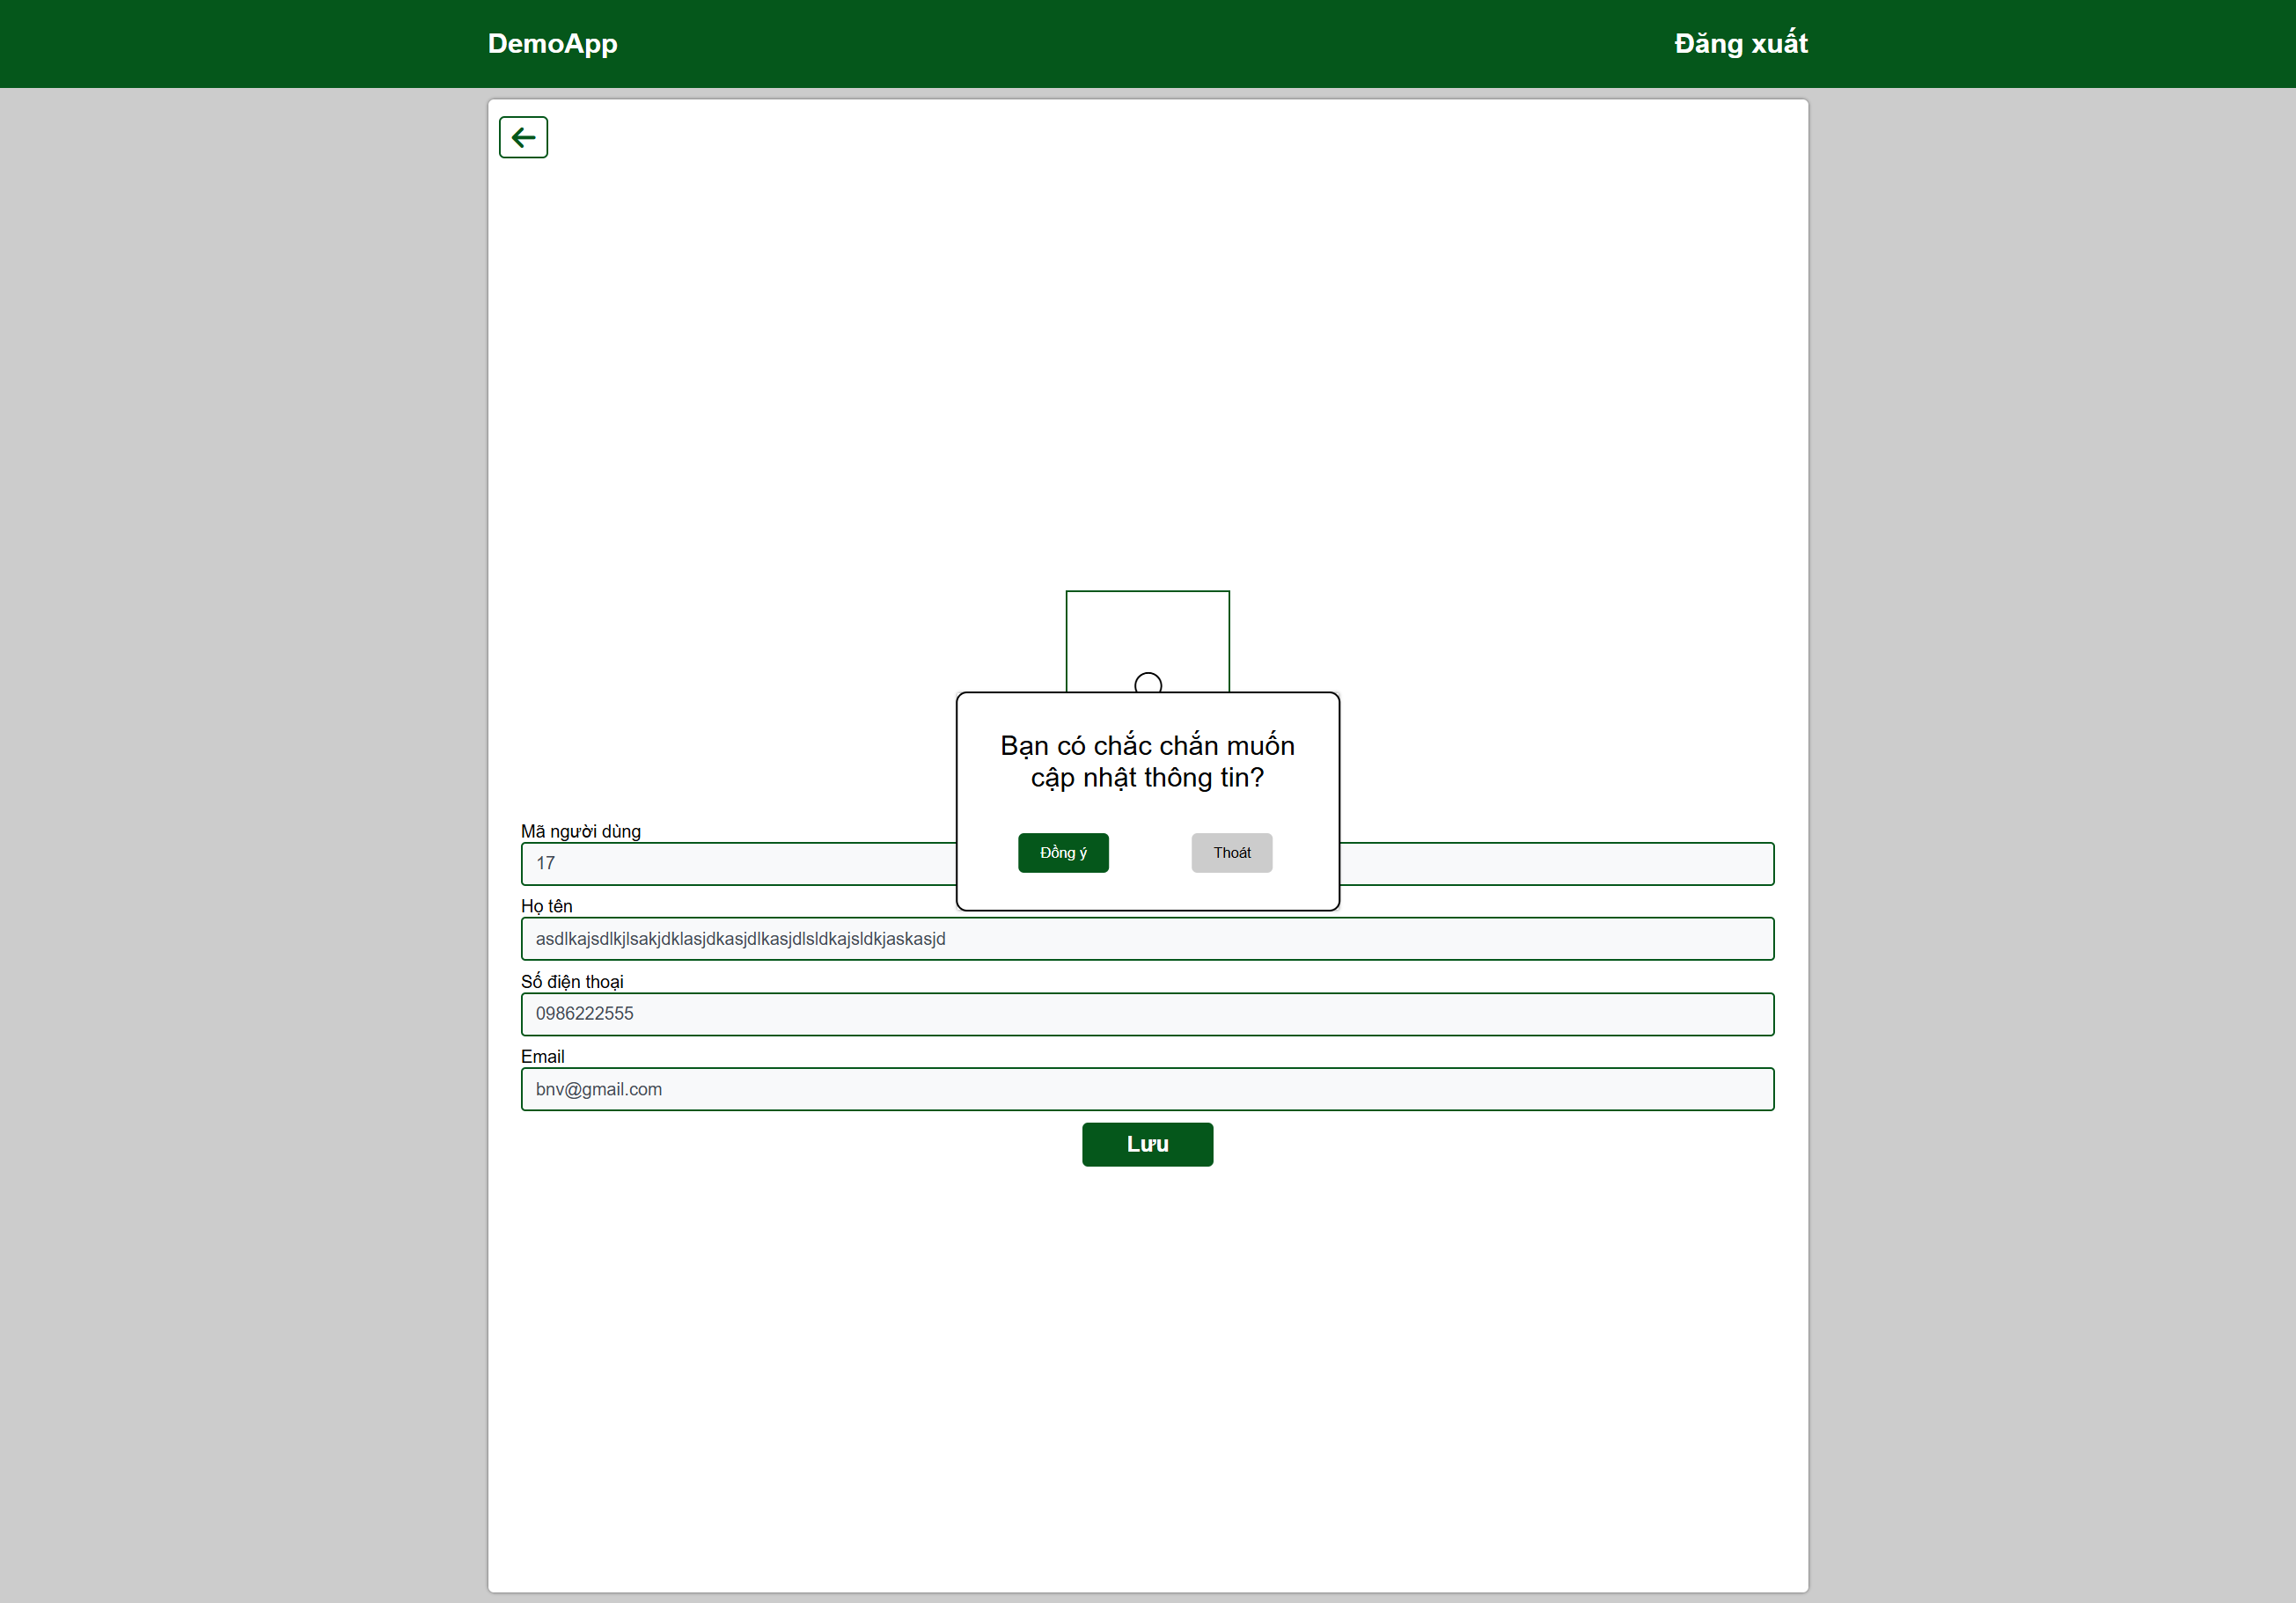 DemoApp
Đăng xuất
Bạn có chắc chắn muốn
cập nhật thông tin?
Đồng ý
Thoát
Mã người dùng
17
Họ tên
asdlkajsdlkjlsakjdklasjdkasjdlkasjdlsldkajsldkjaskasjd
Số điện thoại
0986222555
Email
bnv@gmail.com
Lưu